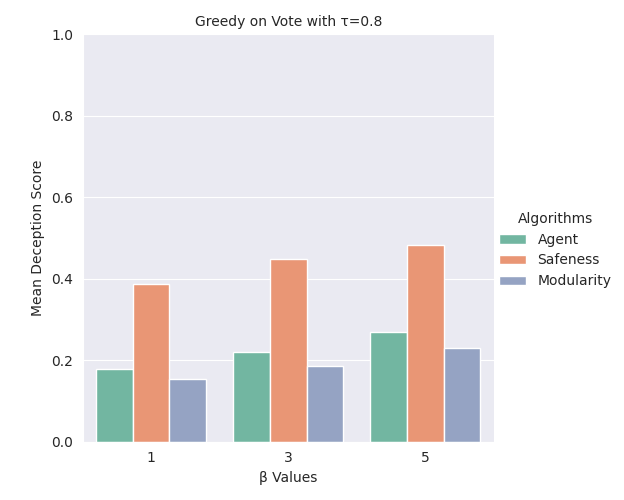 Greedy on Vote with τ=0.8
Mean Deception Score
1.0
0.8
0.6
0.4
0.2
0.0
1
3
5
β Values
Algorithms
Agent
Safeness
Modularity